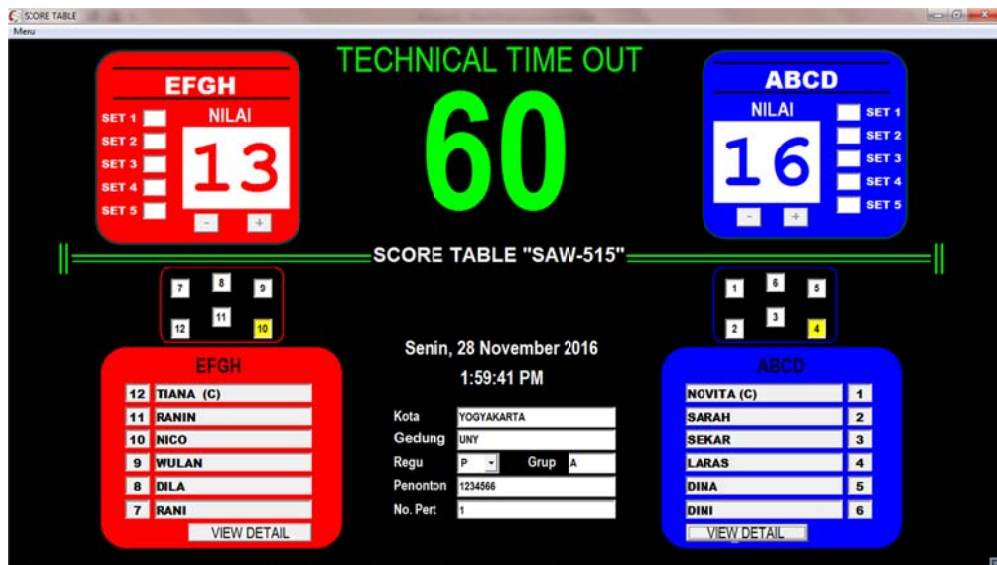 SCORE TABLE
Menu
TECHNICAL TIME OUT
60
EFGH
NILAI
13
SET 1
SET 2
SET 3
SET 4
SET 5
- +
ABCD
NILAI
16
SET 1
SET 2
SET 3
SET 4
SET 5
- +
SCORE TABLE "SAW-515"
7 8 9
12 11 10
1 6 5
2 3 4
EFGH
12 TIANA (C)
11 RANIN
10 NICO
9 WULAN
8 DILA
7 RANI
VIEW DETAIL
Senin, 28 November 2016
1:59:41 PM
Kota YOGYAKARTA
Gedung UNY
Regu P Grup A
Penonton 1234566
No. Per. 1
ABCD
NOVITA (C) 1
SARAH 2
SEKAR 3
LARAS 4
DINA 5
DINI 6
VIEW DETAIL